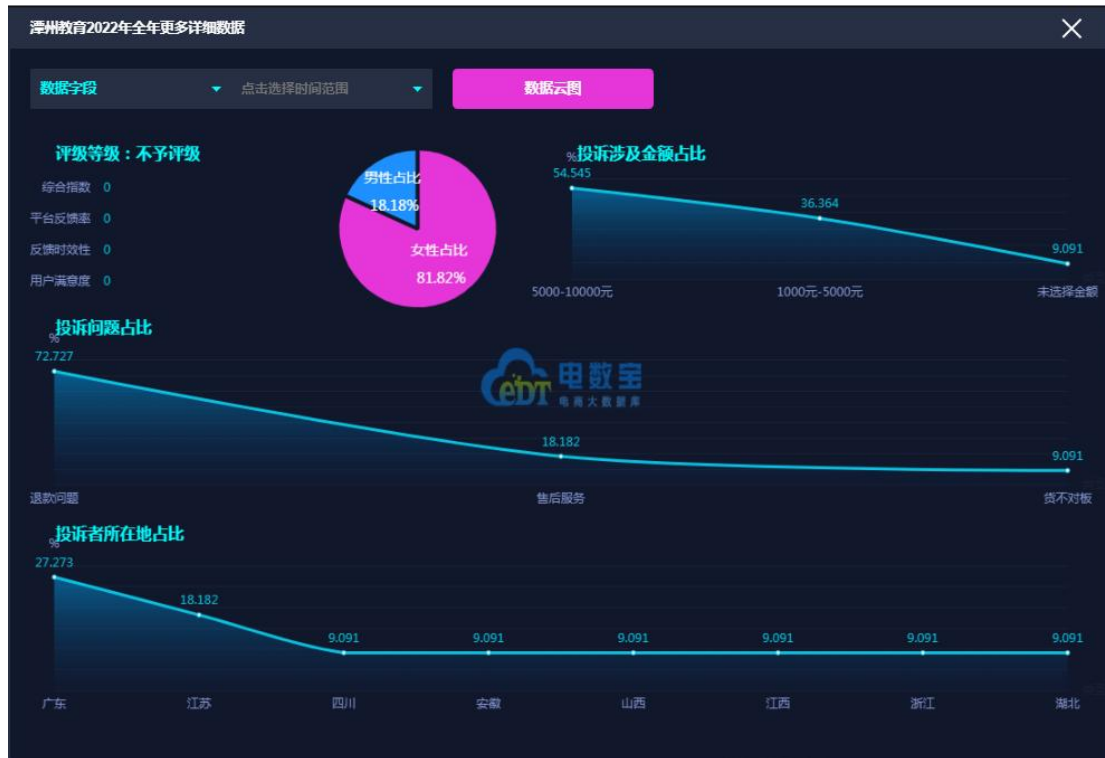 潭州教育2022年全年更多详细数据
数据字段
点击选择时间范围
数据云图
评级等级：不予评级
综合指数 0
平台反馈率 0
反馈时效性 0
用户满意度 0
男性占比
18.18%
女性占比
81.82%
%投诉涉及金额占比
54.545
36.364
9.091
5000-10000元
1000元-5000元
未选择金额
%投诉问题占比
72.727
18.182
9.091
退款问题
售后服务
货不对板
eDT 电数宝
电商大数据库
%投诉者所在地占比
27.273
18.182
9.091
9.091
9.091
9.091
9.091
9.091
广东
江苏
四川
安徽
山西
江西
浙江
湖北